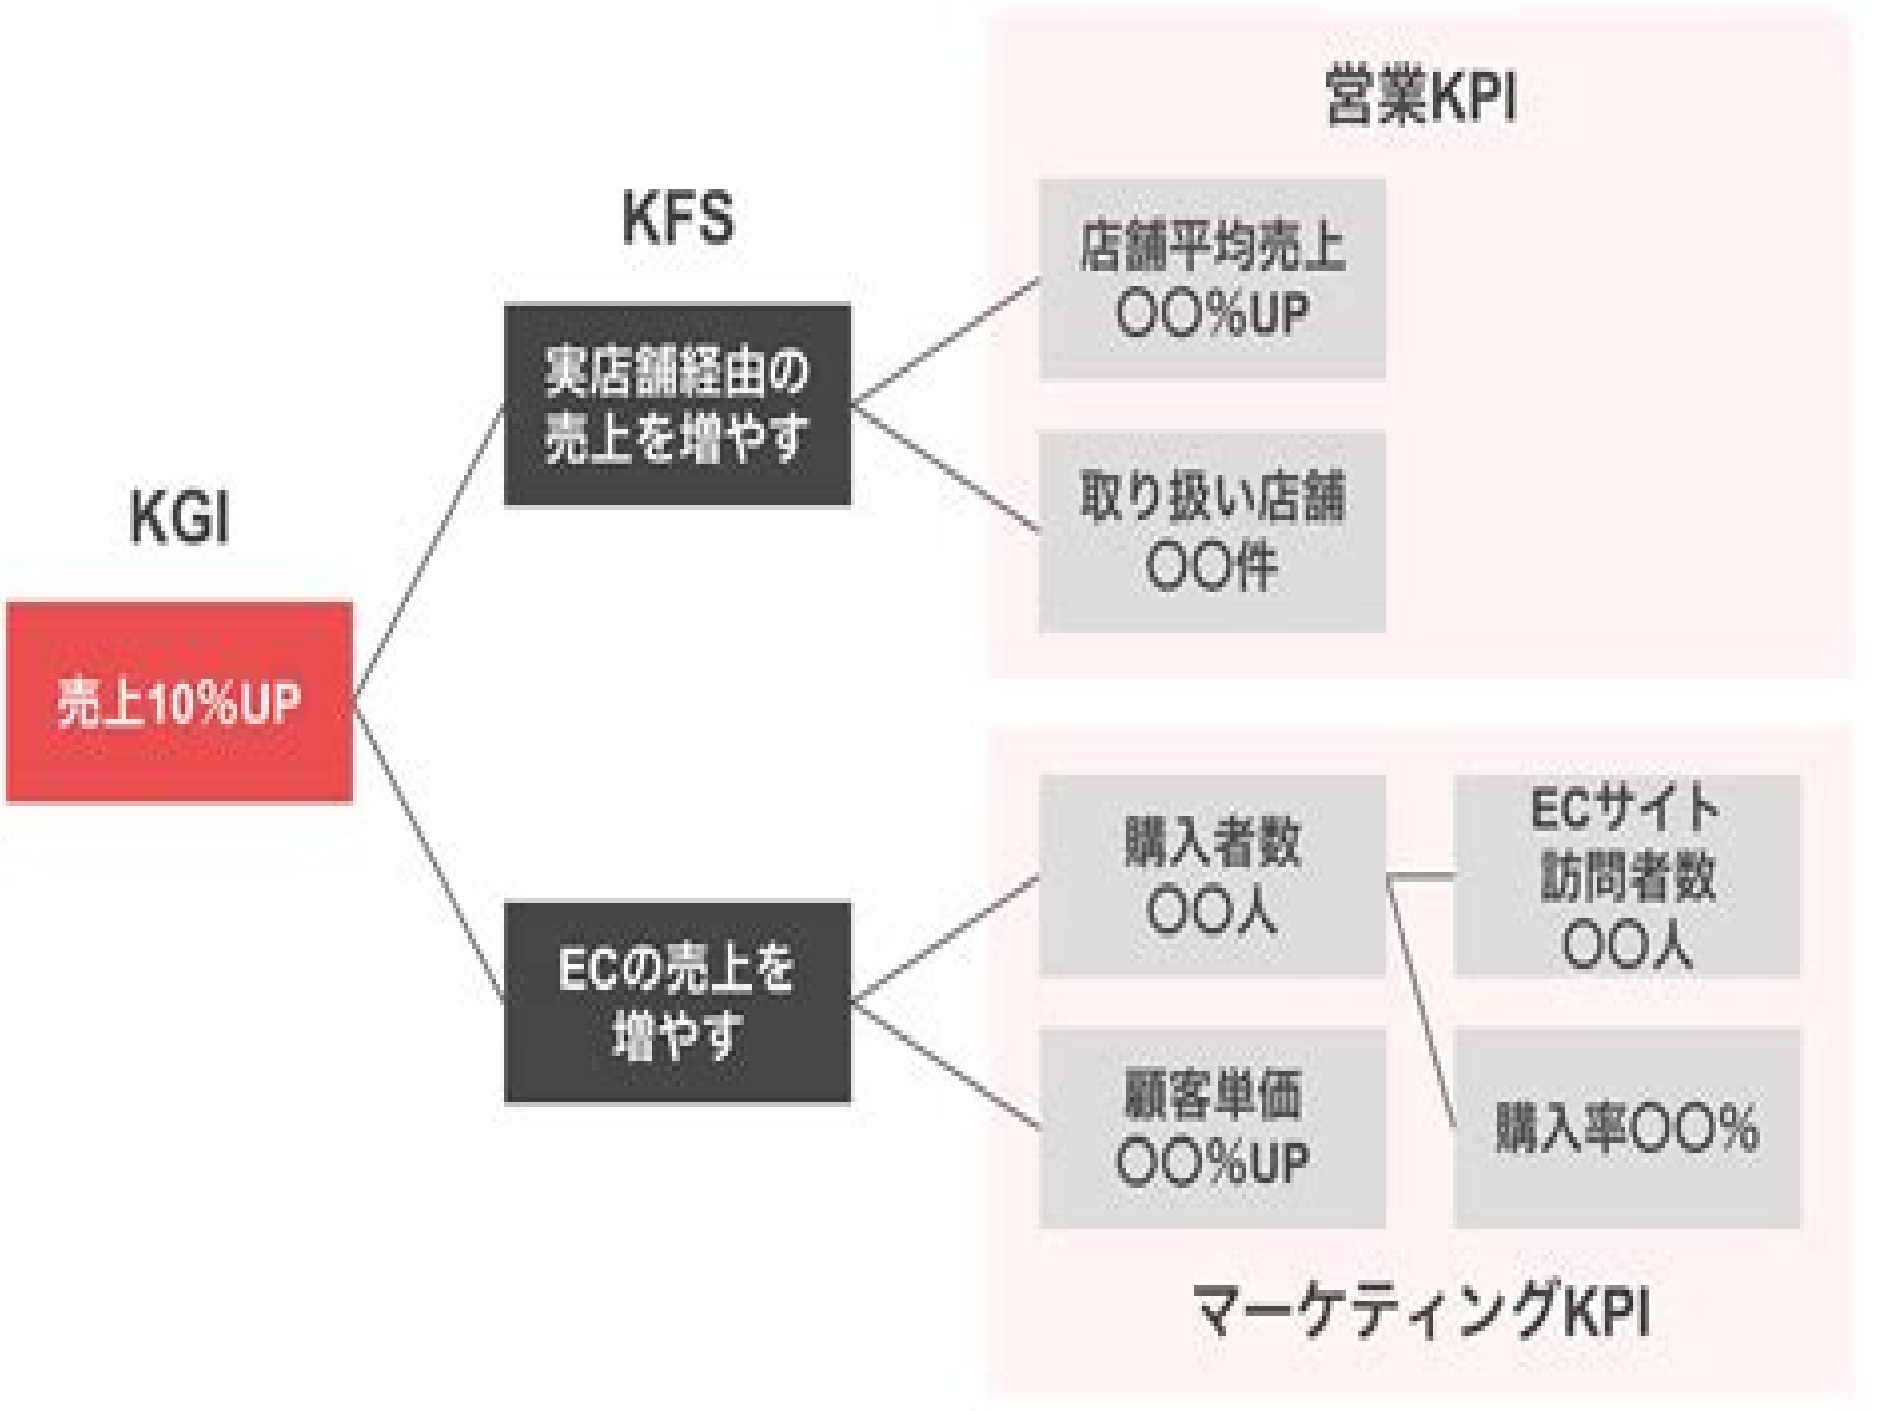 KGI
売上10%UP
KFS
実店舗経由の
売上を増やす
ECの売上を
増やす
営業KPI
店舗平均売上
〇〇%UP
取り扱い店舗
〇〇件
購入者数
〇〇人
顧客単価
〇〇%UP
ECサイト
訪問者数
〇〇人
購入率〇〇%
マーケティングKPI